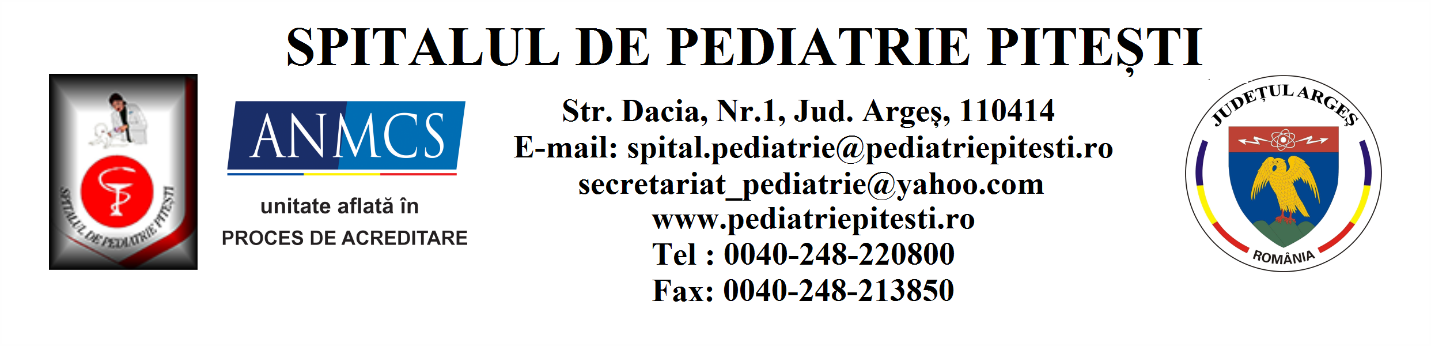 SPITALUL DE PEDIATRIE PITEȘTI
SPITALUL DE PEDIATRIE PITEȘTI
ANMCS
unitate aflată în
PROCES DE ACREDITARE
Str. Dacia, Nr.1, Jud. Argeș, 110414
E-mail: spital.pediatrie@pediatriepitesti.ro
secretariat_pediatrie@yahoo.com
www.pediatriepitesti.ro
Tel : 0040-248-220800
Fax: 0040-248-213850
JUDEȚUL ARGEȘ
ROMÂNIA